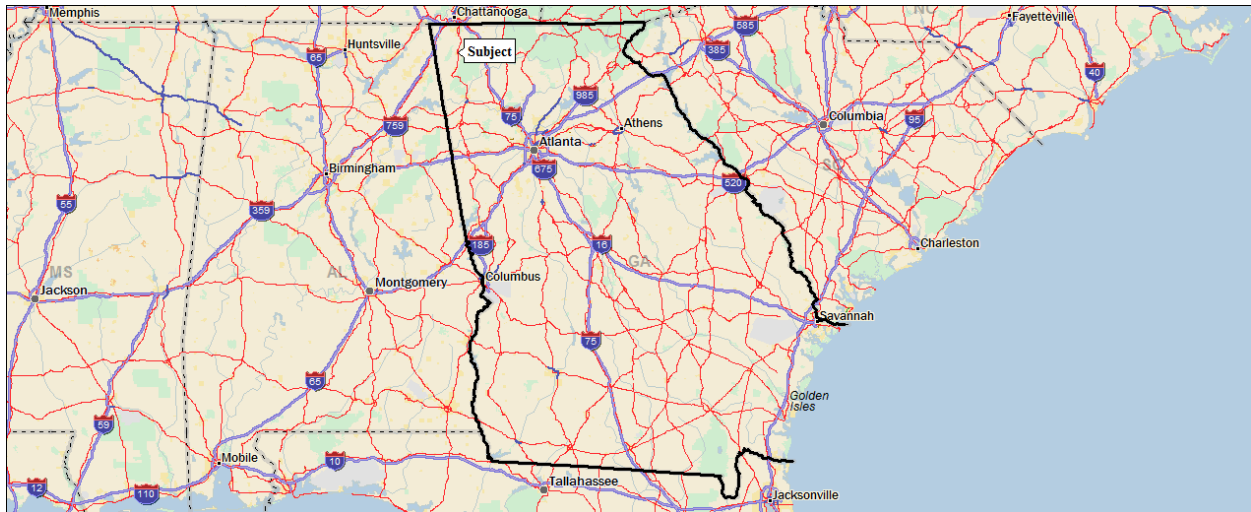 Memphis
Chattanooga
NC
Fayetteville
585
Subject
Huntsville
65
385
40
985
75
759
Athens
Columbia
95
Atlanta
Birmingham
675
SC
520
55
359
185
16
Charleston
GA
MS
AL
Columbus
Jackson
Montgomery
Savannah
75
65
Golden
Isles
59
Mobile
10
Tallahassee
12
110
Jacksonville